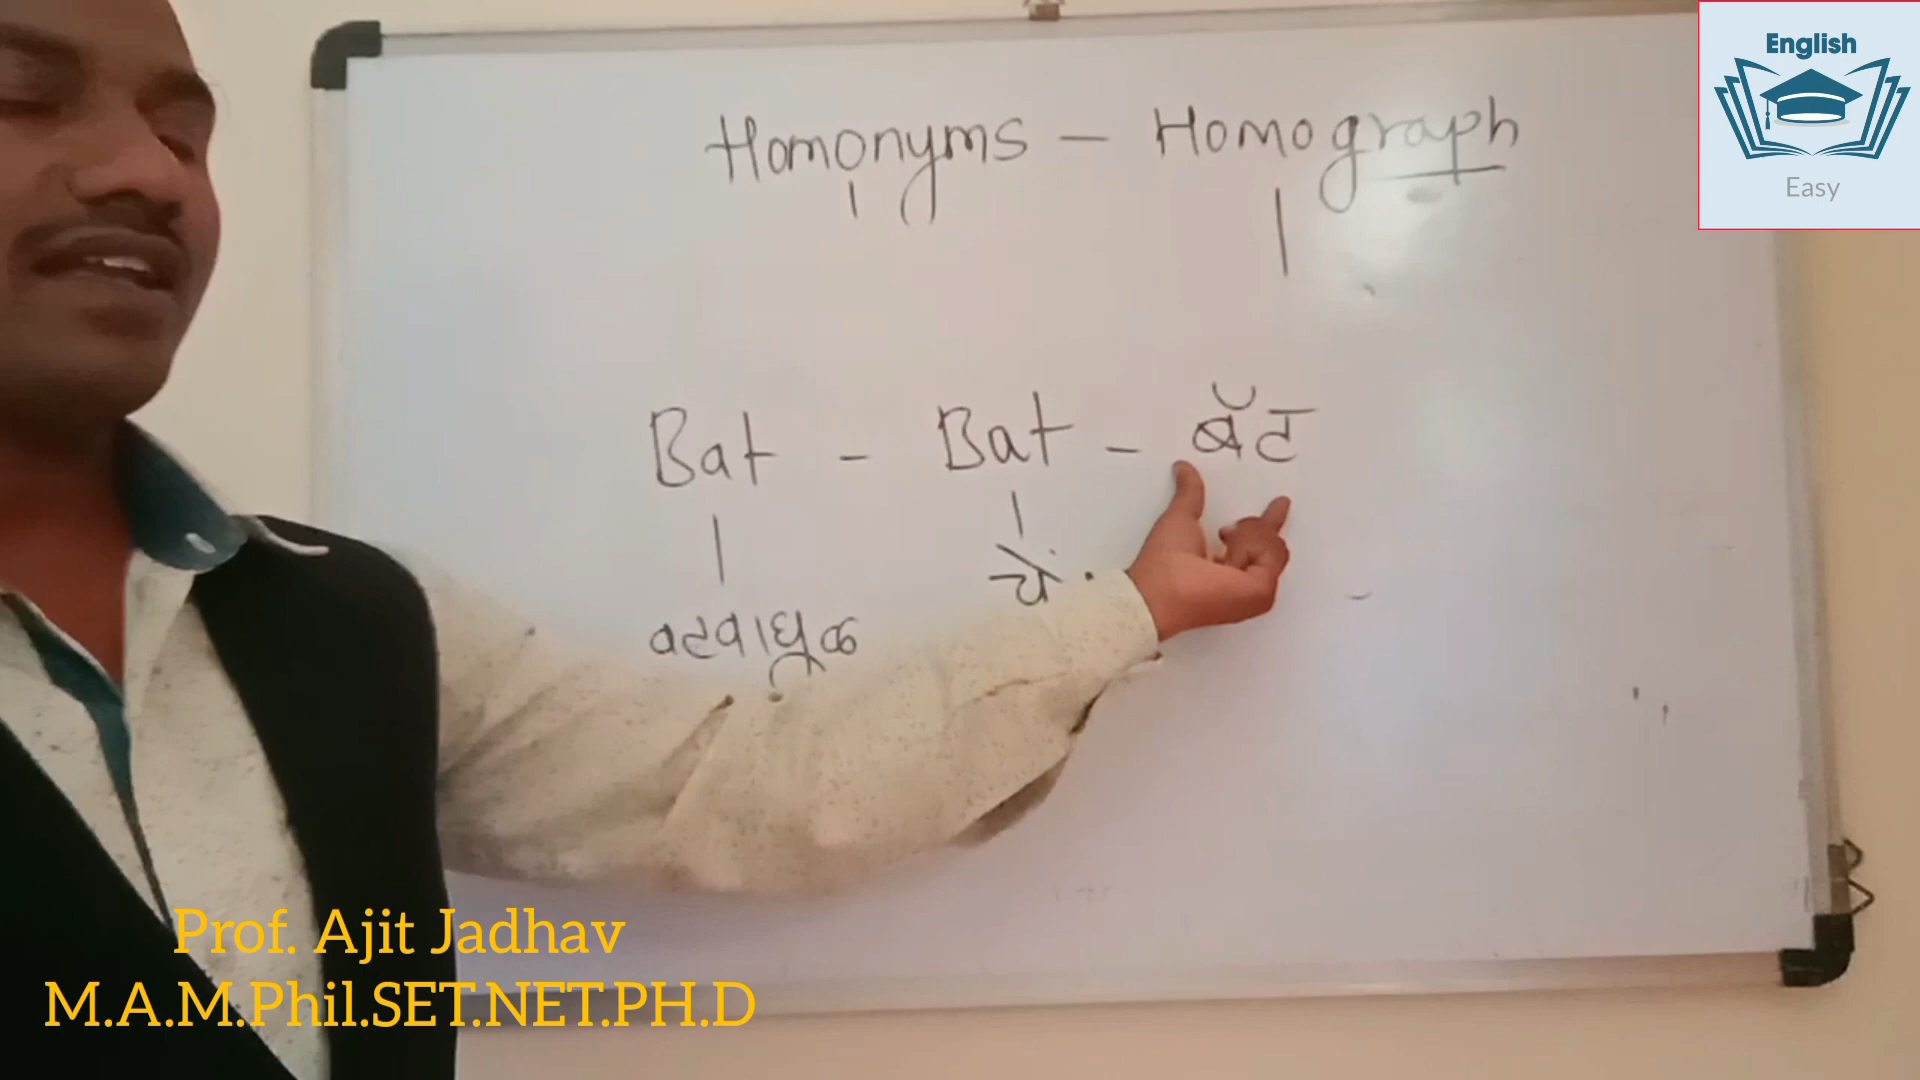 English
Easy
Homonyms - Homograph
Bat - Bat - बॅट
वटवाघूळ चें.
Prof. Ajit Jadhav
M.A.M.Phil.SET.NET.PH.D